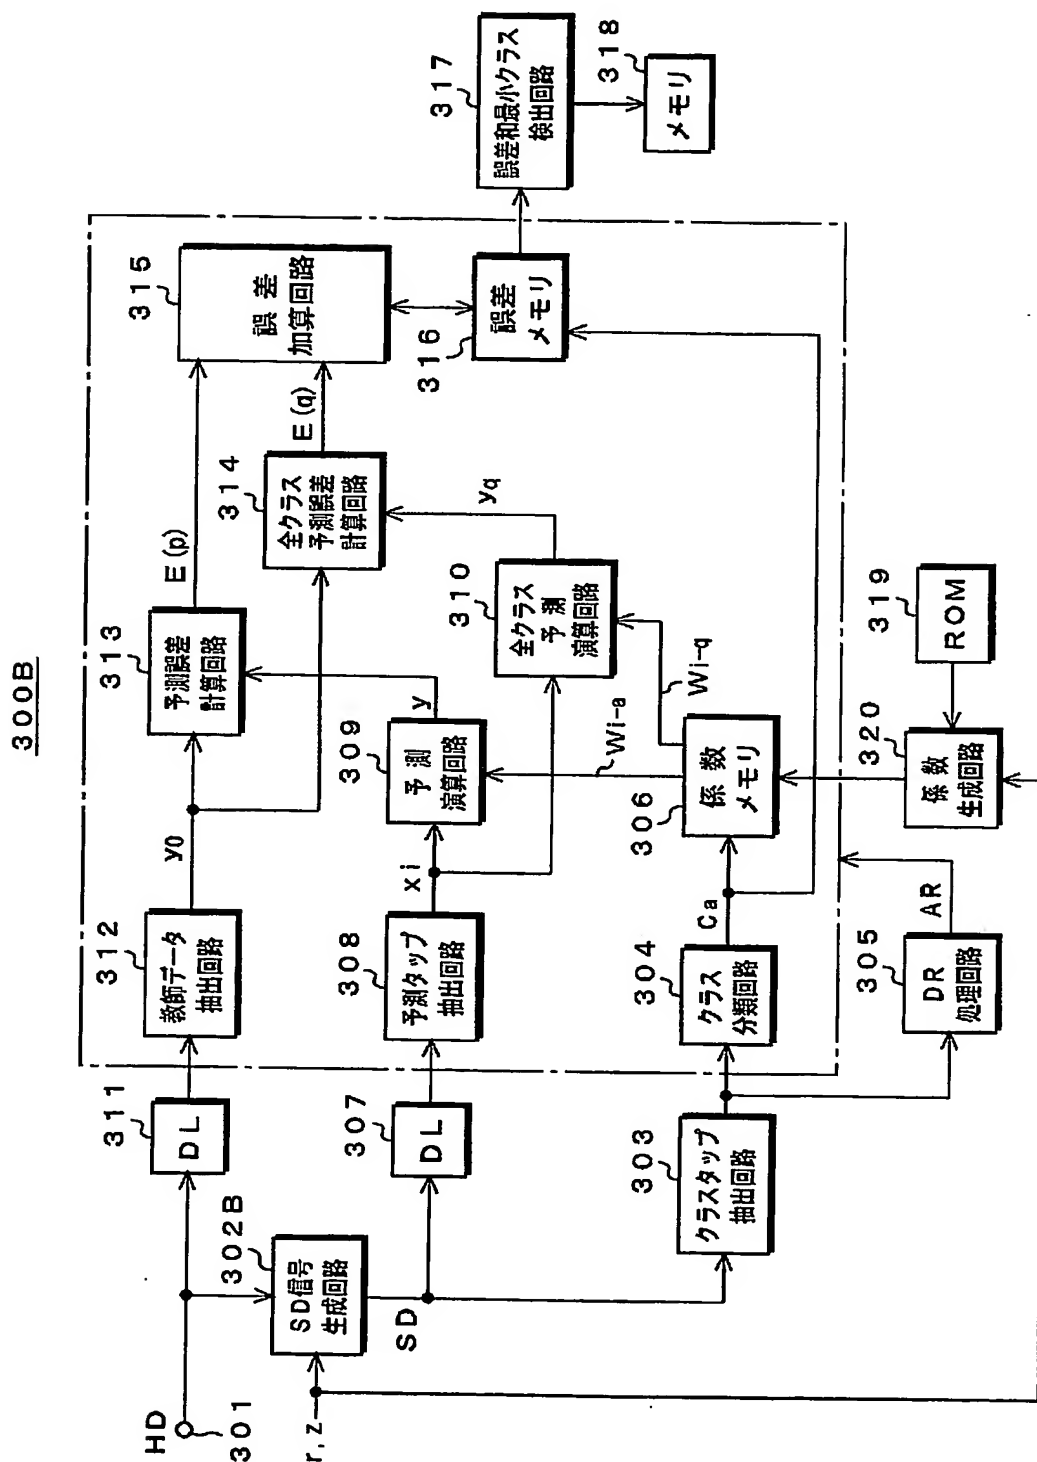 300B
HD
301
r, z
302B
SD信号
生成回路
SD
311
DL
307
DL
303
クラスタップ
抽出回路
312
教師データ
抽出回路
y0
308
予測タップ
抽出回路
xi
304
クラス
分類回路
Ca
305
DR
処理回路
AR
313
予測誤差
計算回路
E(p)
309
予測
演算回路
y
Wi-a
306
係数
メモリ
Wi-q
310
全クラス
予測
演算回路
yq
314
全クラス
予測誤差
計算回路
E(q)
315
誤差
加算回路
316
誤差
メモリ
317
誤差和最小クラス
検出回路
318
メモリ
319
ROM
320
係数
生成回路